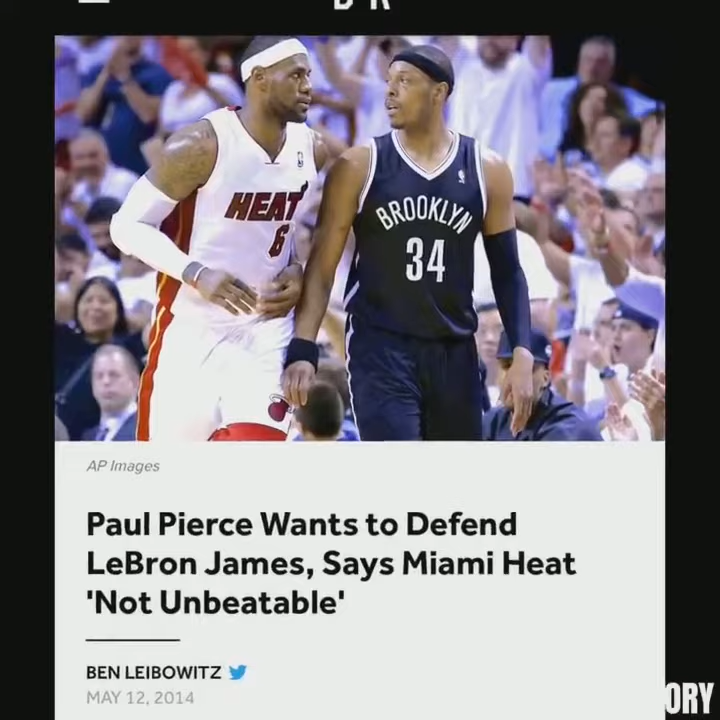 B R
HEAT
6
BROOKLYN
34
AP Images
Paul Pierce Wants to Defend
LeBron James, Says Miami Heat
'Not Unbeatable'
BEN LEIBOWITZ
MAY 12, 2014
ORY